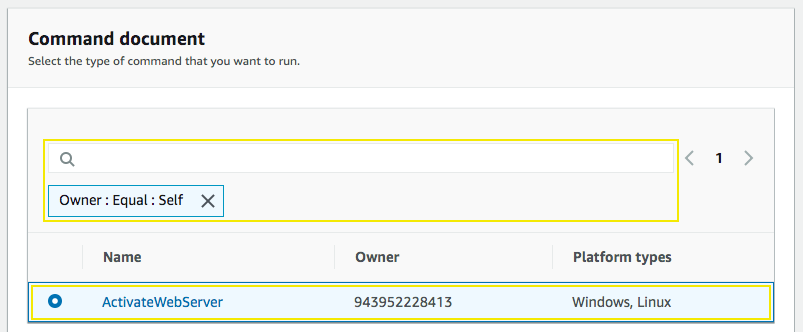 Command document
Select the type of command that you want to run.
1
Owner : Equal : Self
Name Owner Platform types
ActivateWebServer 943952228413 Windows, Linux